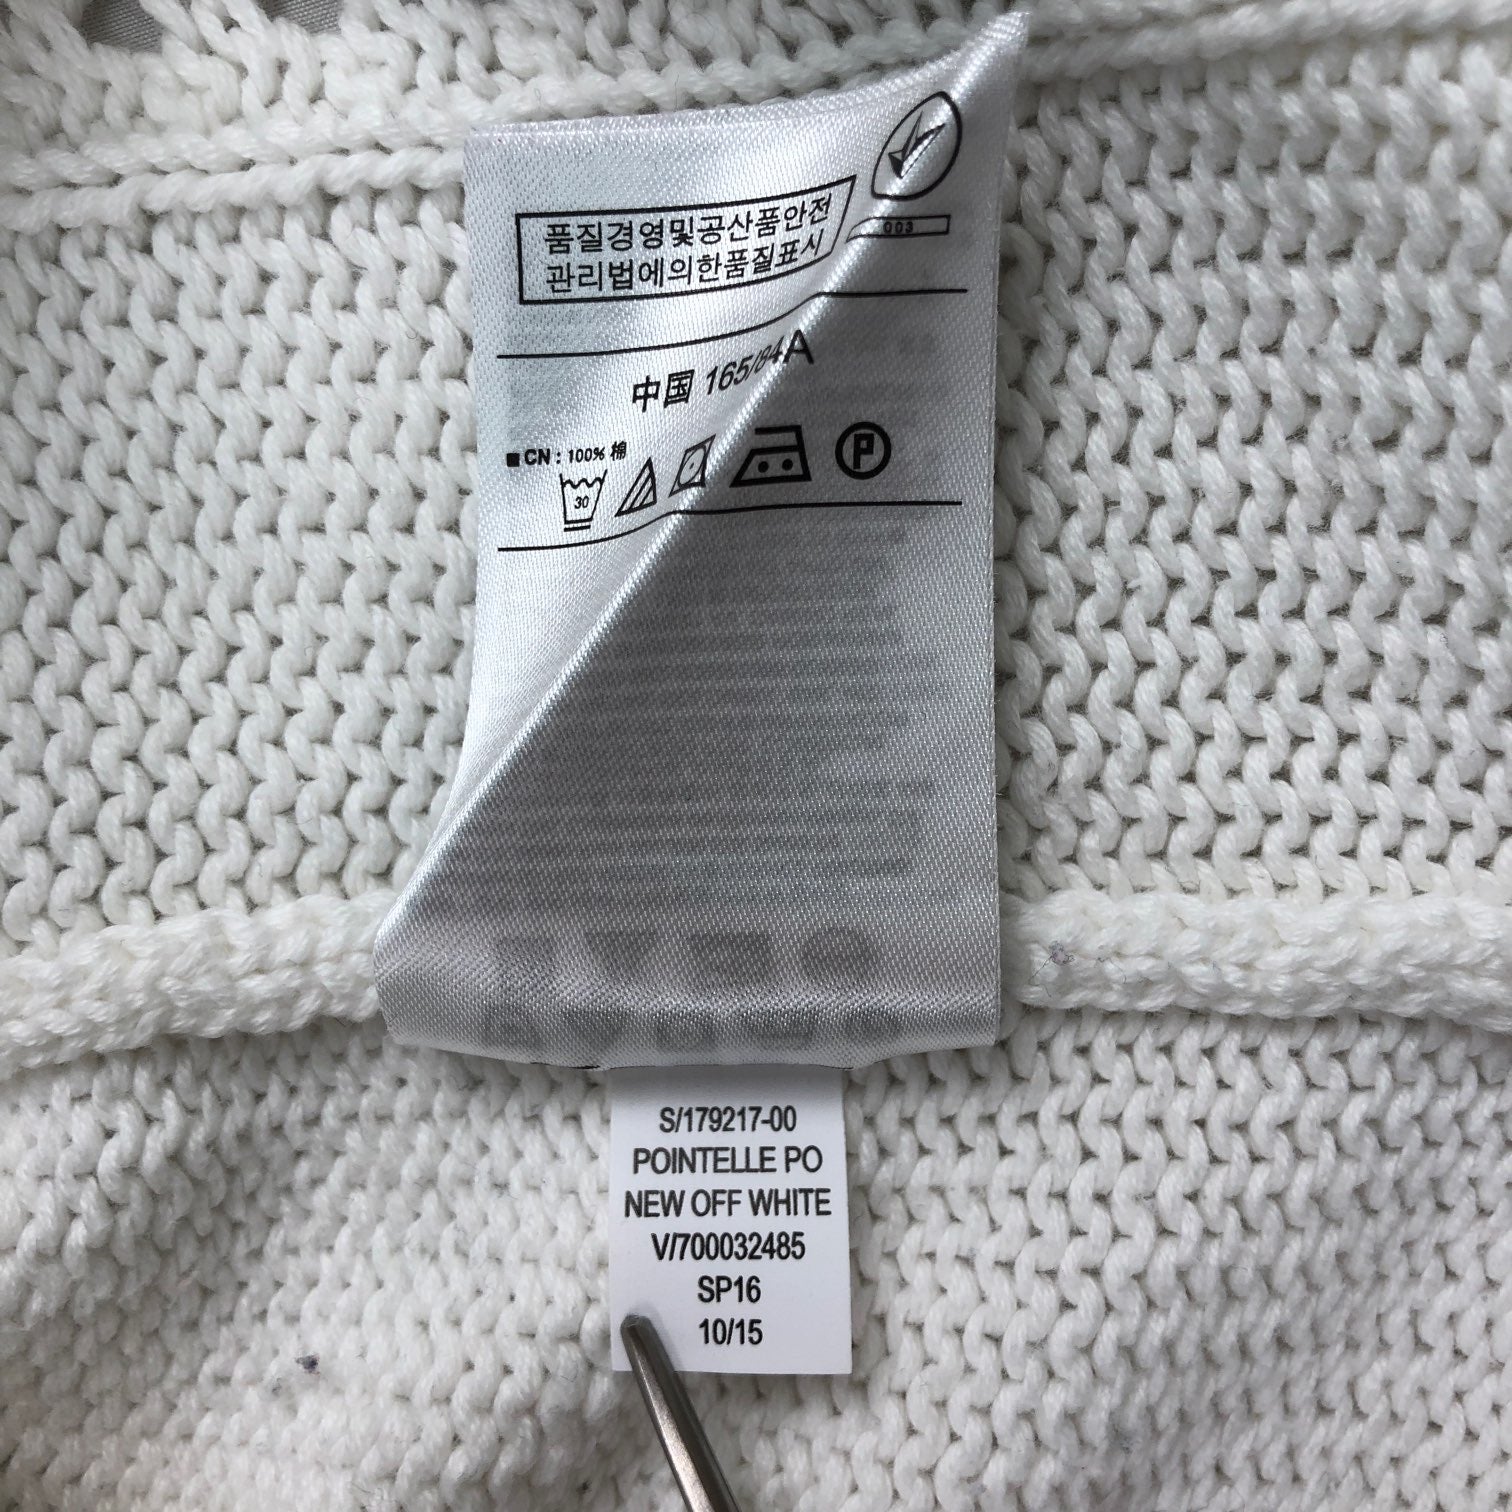 품질경영및공산품안전
관리법에의한품질표시
003
中国 165/84A
■CN : 100% 棉
30
P
S/179217-00
POINTELLE PO
NEW OFF WHITE
V/700032485
SP16
10/15